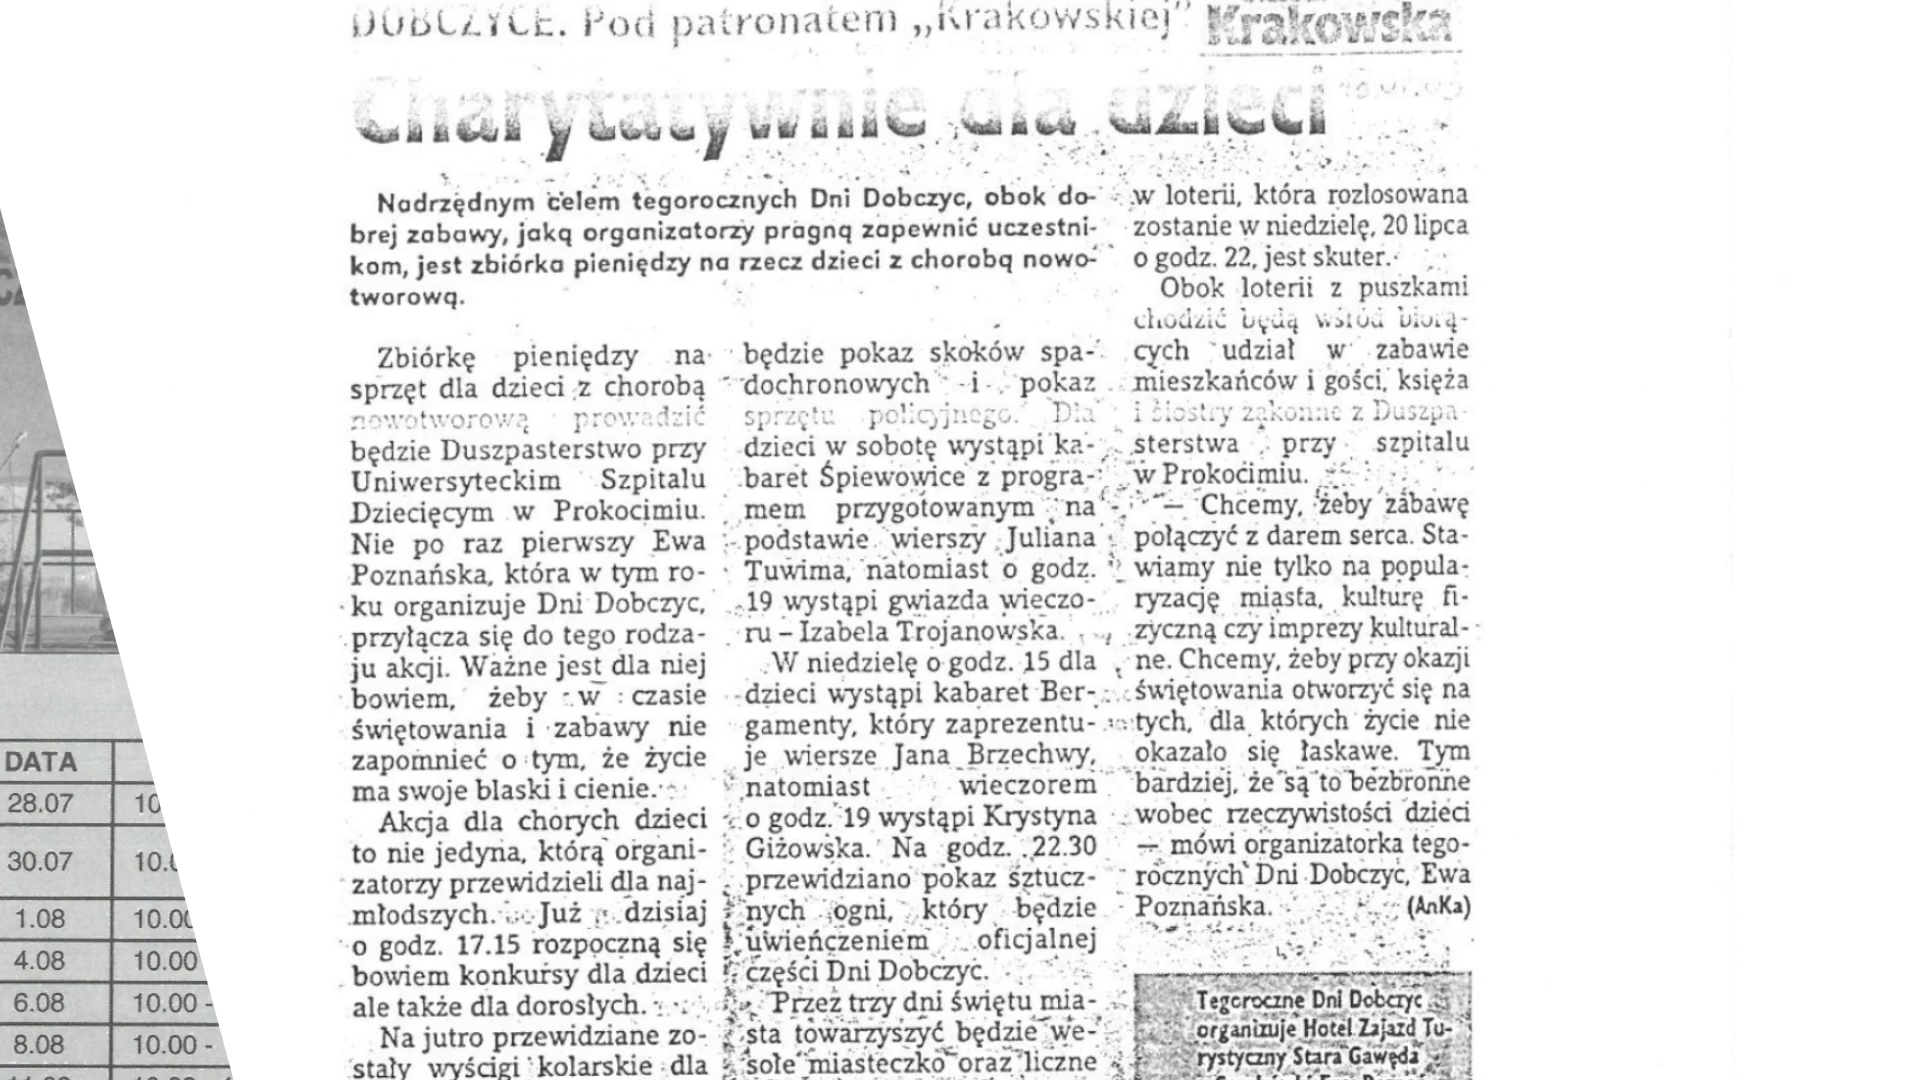 DOBCZYCE. Pod patronatem „Krakowskiej”
Krakowska
Charytatywnie dla dzieci
Nadrzędnym celem tegorocznych Dni Dobczyc, obok do-
brej zabawy, jaką organizatorzy pragną zapewnić uczestni-
kom, jest zbiórka pieniędzy na rzecz dzieci z chorobą nowo-
tworową.
Zbiórkę pieniędzy na
sprzęt dla dzieci z chorobą
nowotworową prowadzić
będzie Duszpasterstwo przy
Uniwersyteckim Szpitalu
Dziecięcym w Prokocimiu.
Nie po raz pierwszy Ewa
Poznańska, która w tym ro-
ku organizuje Dni Dobczyc,
przyłącza się do tego rodza-
ju akcji. Ważne jest dla niej
bowiem, żeby w czasie
świętowania i zabawy nie
zapomnieć o tym, że życie
ma swoje blaski i cienie.
Akcja dla chorych dzieci
to nie jedyna, którą organi-
zatorzy przewidzieli dla naj-
młodszych. Już dzisiaj
o godz. 17.15 rozpoczną się
bowiem konkursy dla dzieci
ale także dla dorosłych.
Na jutro przewidziane zo-
stały wyścigi kolarskie dla
będzie pokaz skoków spa-
dochronowych i pokaz
sprzętu policyjnego. Dla
dzieci w sobotę wystąpi ka-
baret Śpiewowice z progra-
mem przygotowanym na
podstawie wierszy Juliana
Tuwima, natomiast o godz.
19 wystąpi gwiazda wieczo-
ru – Izabela Trojanowska.
W niedzielę o godz. 15 dla
dzieci wystąpi kabaret Ber-
gamenty, który zaprezentu-
je wiersze Jana Brzechwy,
natomiast wieczorem
o godz. 19 wystąpi Krystyna
Giżowska. Na godz. 22.30
przewidziano pokaz sztucz-
nych ogni, który będzie
uwieńczeniem oficjalnej
części Dni Dobczyc.
Przez trzy dni świętu mia-
sta towarzyszyć będzie we-
sołe miasteczko oraz liczne
w loterii, która rozlosowana
zostanie w niedzielę, 20 lipca
o godz. 22, jest skuter.
Obok loterii z puszkami
chodzić będą wśród biorą-
cych udział w zabawie
mieszkańców i gości, księża
i siostry zakonne z Duszpa-
sterstwa przy szpitalu
w Prokocimiu.
— Chcemy, żeby zabawę
połączyć z darem serca. Sta-
wiamy nie tylko na popula-
ryzację miasta, kulturę fi-
zyczną czy imprezy kultural-
ne. Chcemy, żeby przy okazji
świętowania otworzyć się na
tych, dla których życie nie
okazało się łaskawe. Tym
bardziej, że są to bezbronne
wobec rzeczywistości dzieci
— mówi organizatorka tego-
rocznych Dni Dobczyc, Ewa
Poznańska. (AnKa)
Tegoroczne Dni Dobczyc
organizuje Hotel Zajazd Tu-
rystyczny Stara Gawęda
DATA
28.07 10
30.07 10.
1.08 10.00
4.08 10.00
6.08 10.00 -
8.08 10.00 -